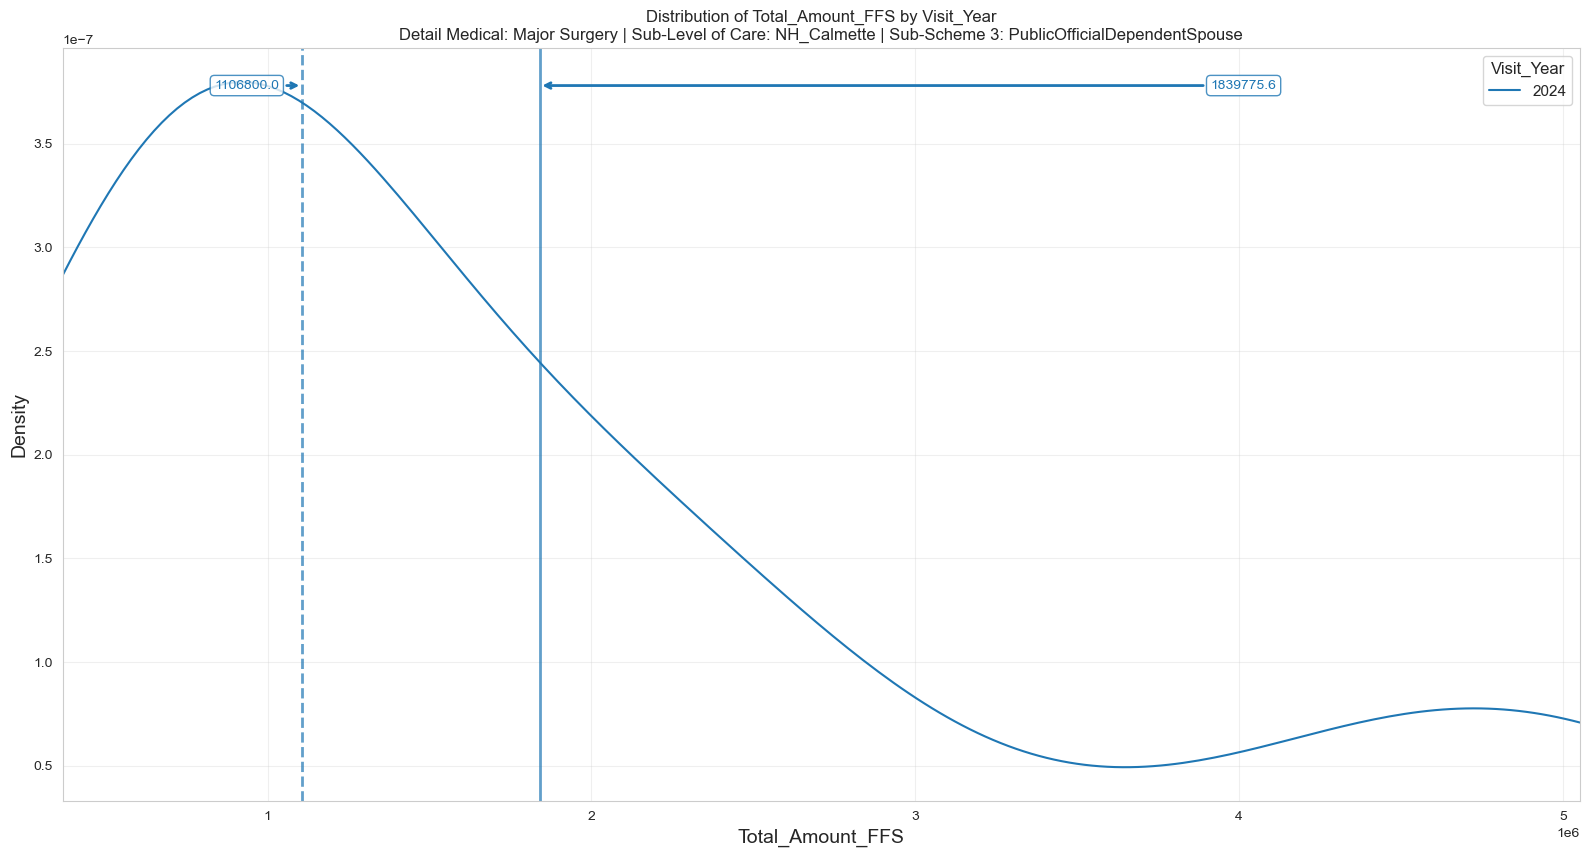 Distribution of Total_Amount_FFS by Visit_Year
Detail Medical: Major Surgery | Sub-Level of Care: NH_Calmette | Sub-Scheme 3: PublicOfficialDependentSpouse
1e−7
1106800.0
1839775.6
Visit_Year
2024
3.5
3.0
2.5
2.0
1.5
1.0
0.5
Density
1
2
3
4
5
1e6
Total_Amount_FFS